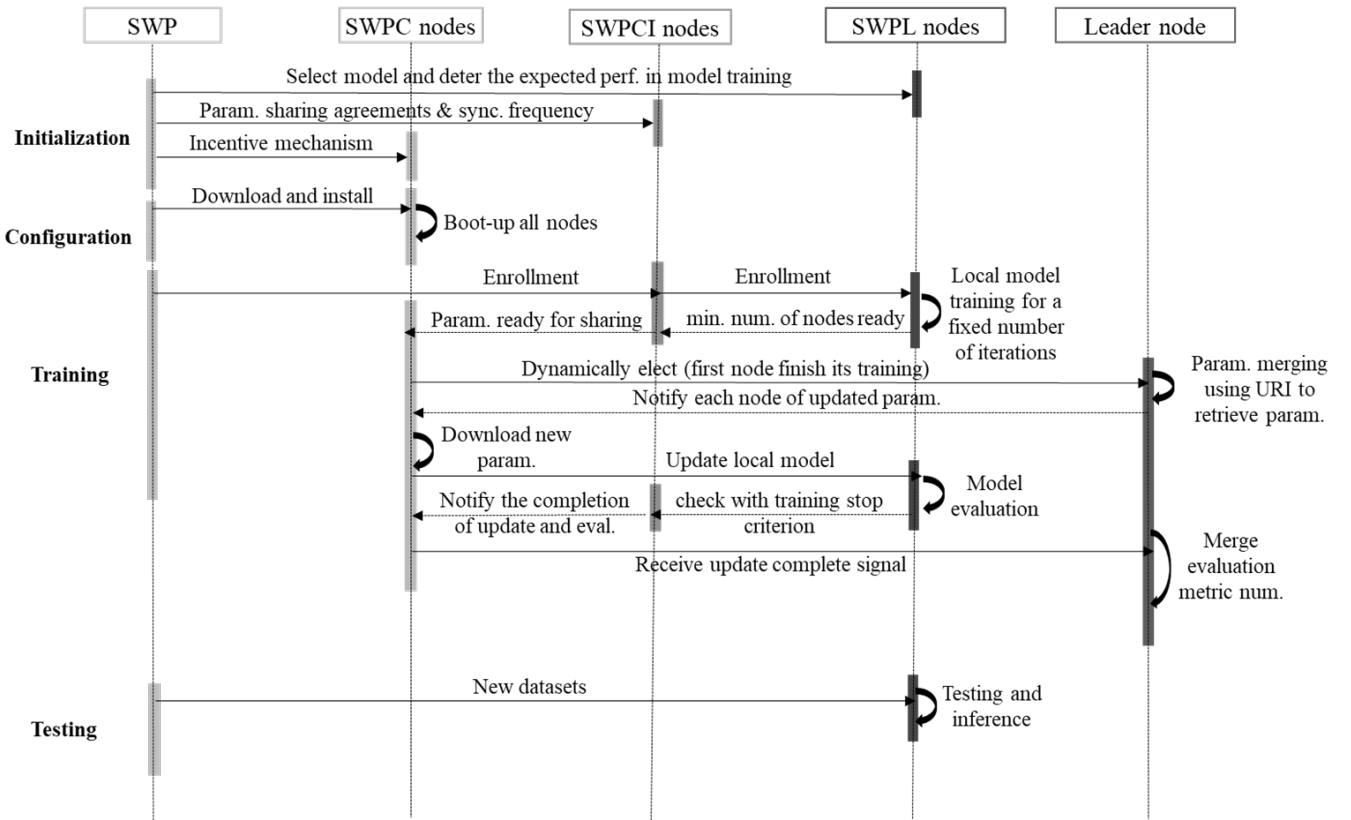 SWP
SWPC nodes
SWPCI nodes
SWPL nodes
Leader node
Select model and deter the expected perf. in model training
Param. sharing agreements & sync. frequency
Initialization
Incentive mechanism
Download and install
Boot-up all nodes
Configuration
Enrollment
Enrollment
Local model
training for a
fixed number
of iterations
Param. ready for sharing
min. num. of nodes ready
Training
Dynamically elect (first node finish its training)
Param. merging
using URI to
retrieve param.
Notify each node of updated param.
Download new
param.
Update local model
Model
evaluation
Notify the completion
of update and eval.
check with training stop
criterion
Receive update complete signal
Merge
evaluation
metric num.
New datasets
Testing and
inference
Testing